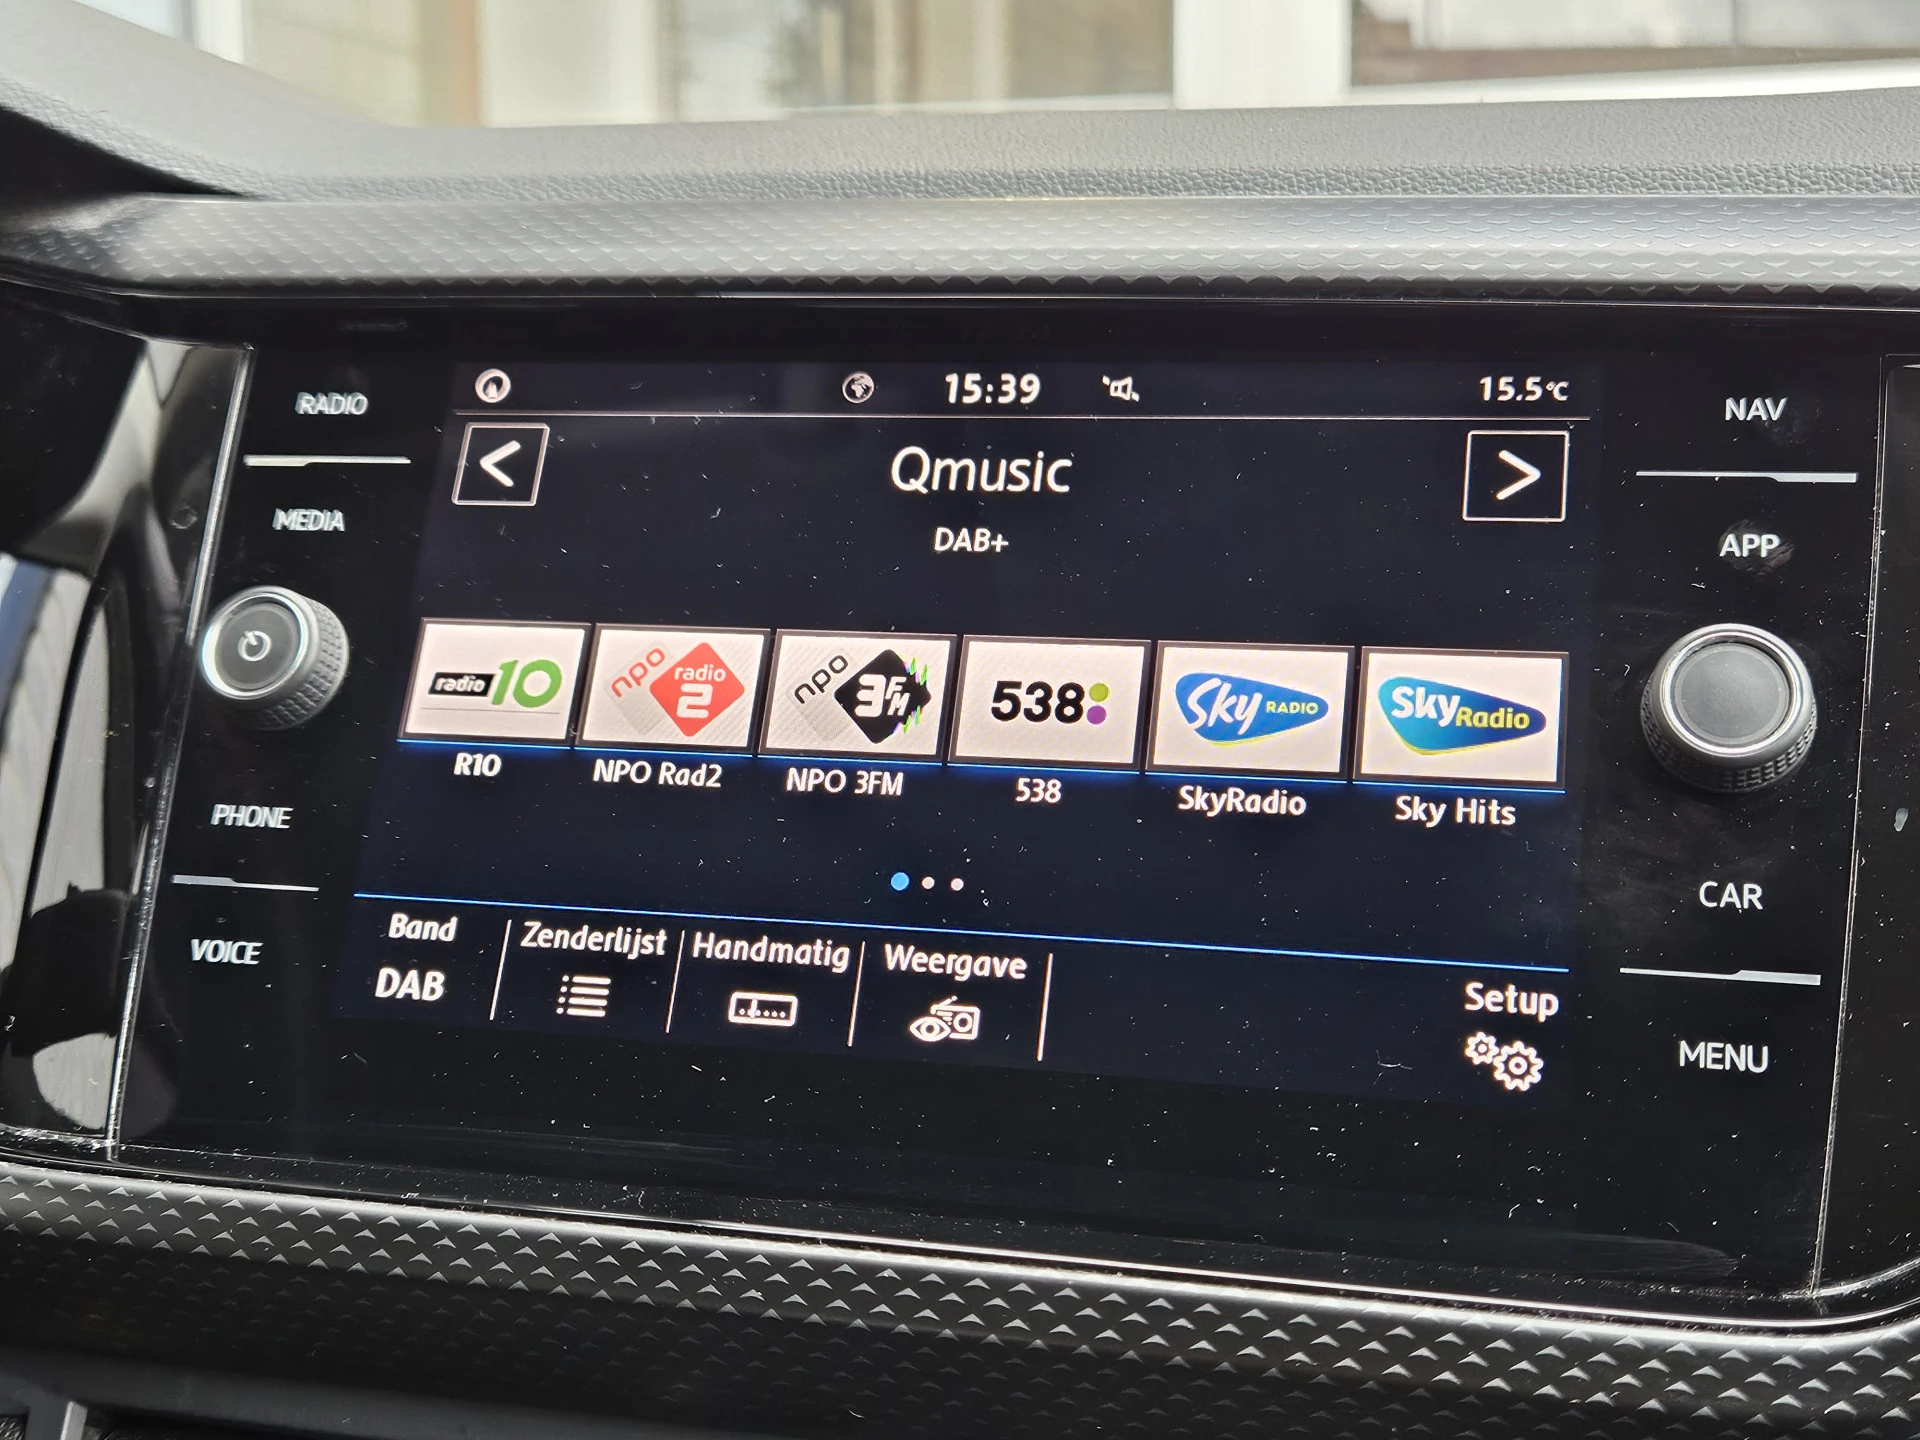 RADIO
MEDIA
PHONE
VOICE
15:39
15.5°C
<
Qmusic
>
DAB+
radio 10
npo radio 2
npo 3FM
538
Sky RADIO
Sky Radio
R10
NPO Rad2
NPO 3FM
538
SkyRadio
Sky Hits
Band
DAB
Zenderlijst
Handmatig
Weergave
Setup
NAV
APP
CAR
MENU